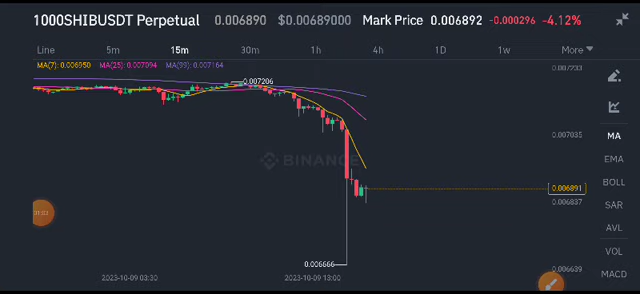 1000SHIBUSDT Perpetual 0.006890 $0.00689000 Mark Price 0.006892 -0.000296 -4.12%
Line 5m 15m 30m 1h 4h 1D 1w More
MA(7): 0.006950 MA(25): 0.007094 MA(99): 0.007164
0.007233
0.007206
0.007035
MA
BINANCE
EMA
BOLL
0.006891
0.006837
SAR
AVL
VOL
0.006666
0.006639
MACD
2023-10-09 03:30 2023-10-09 13:00